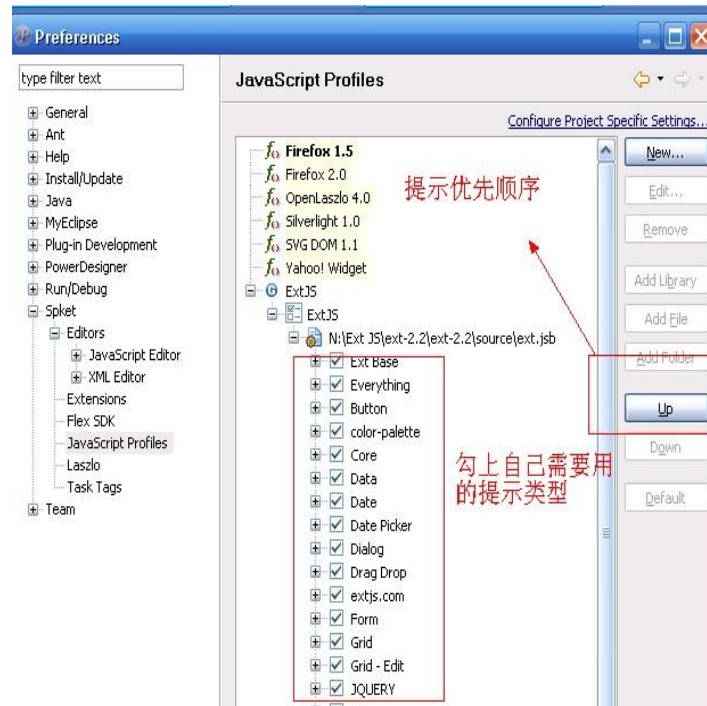 Preferences
type filter text
General
Ant
Help
Install/Update
Java
MyEclipse
Plug-in Development
PowerDesigner
Run/Debug
Spket
Editors
JavaScript Editor
XML Editor
Extensions
Flex SDK
JavaScript Profiles
Laszlo
Task Tags
Team
JavaScript Profiles
Configure Project Specific Settings...
Firefox 1.5
Firefox 2.0
OpenLaszlo 4.0
Silverlight 1.0
SVG DOM 1.1
Yahoo! Widget
ExtJS
ExtJS
N:\Ext JS\ext-2.2\ext-2.2\source\ext.jsb
Ext Base
Everything
Button
color-palette
Core
Data
Date
Date Picker
Dialog
Drag Drop
extjs.com
Form
Grid
Grid - Edit
JQUERY
提示优先顺序
勾上自己需要用
的提示类型
New...
Edit...
Remove
Add Library
Add File
Add Folder
Up
Down
Default